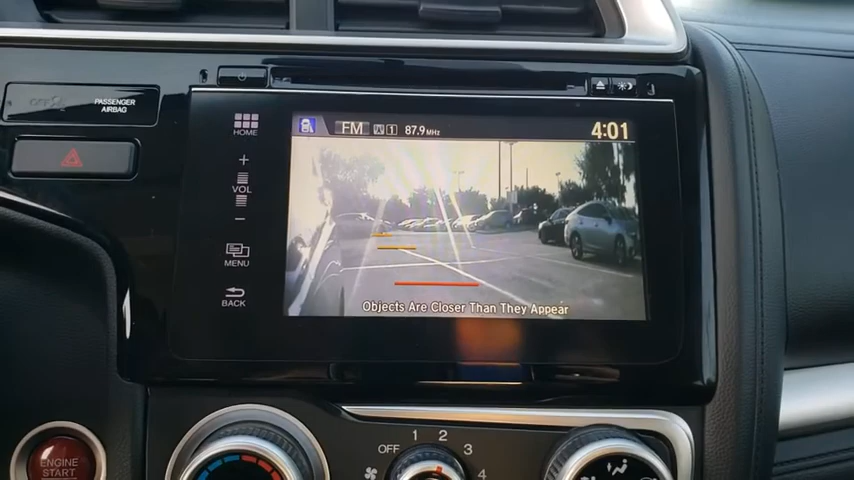 PASSENGER
AIRBAG
HOME
FM 1 87.9 MHz
4:01
+
VOL
-
MENU
BACK
Objects Are Closer Than They Appear
ENGINE
START
OFF 1 2 3 4